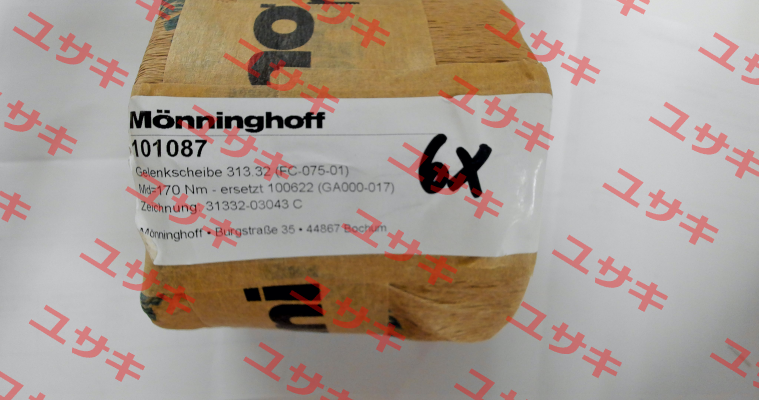 Mönninghoff
101087
Gelenkscheibe 313.32 (FC-075-01)
Md=170 Nm - ersetzt 100622 (GA000-017)
Zeichnung: 31332-03043 C
Mönninghoff • Burgstraße 35 • 44867 Bochum
6X
ユサキ